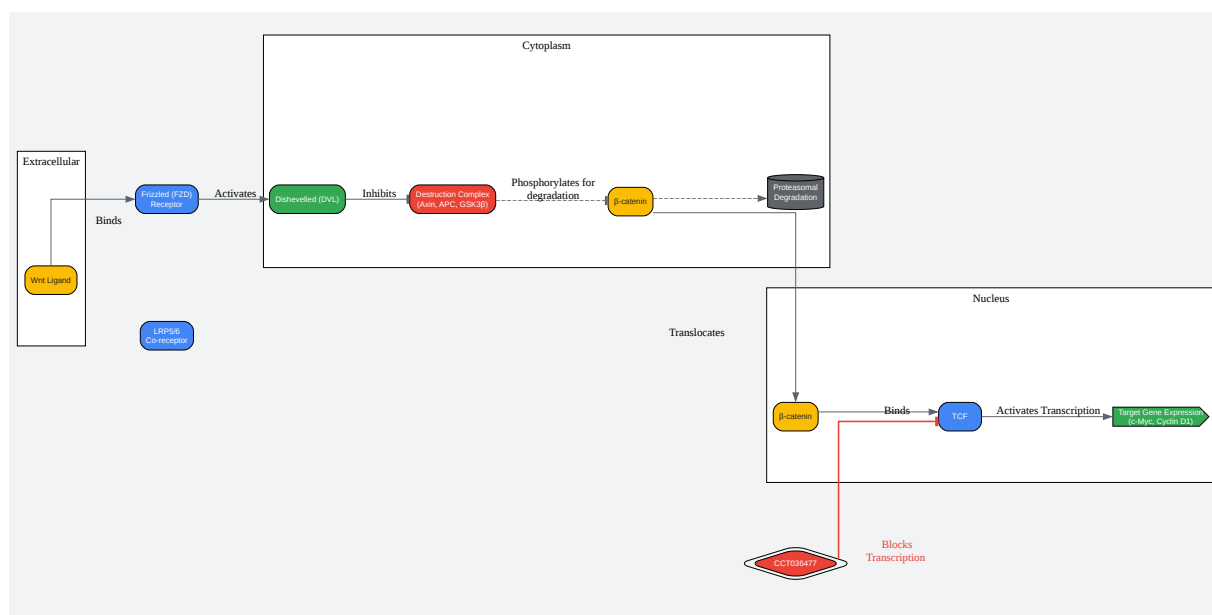 Cytoplasm
Extracellular
Wnt Ligand
Binds
Frizzled (FZD)
Receptor
LRP5/6
Co-receptor
Activates
Dishevelled (DVL)
Inhibits
Destruction Complex
(Axin, APC, GSK3β)
Phosphorylates for
degradation
β-catenin
Proteasomal
Degradation
Translocates
Nucleus
β-catenin
Binds
TCF
Activates Transcription
Target Gene Expression
(c-Myc, Cyclin D1)
CCT036477
Blocks
Transcription